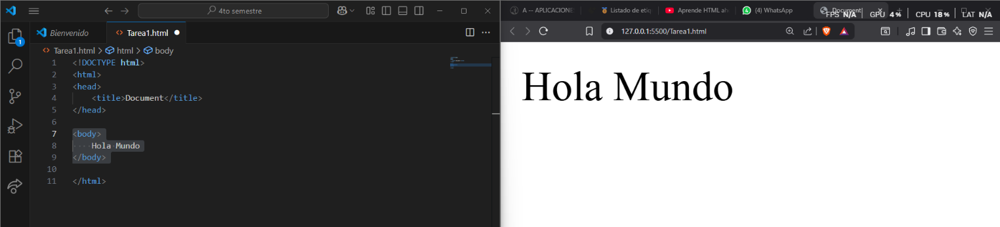 4to semestre
Bienvenido
Tarea1.html
Tarea1.html > html > body
1 <!DOCTYPE html>
2 <html>
3 <head>
4 <title>Document</title>
5 </head>
6
7 <body>
8 Hola Mundo
9 </body>
10
11 </html>
1
A -- APLICACIONE
Listado de etiq
Aprende HTML ah
(4) WhatsApp
Document
FPS N/A GPU 4% CPU 18% LAT N/A
127.0.0.1:5500/Tarea1.html
Hola Mundo